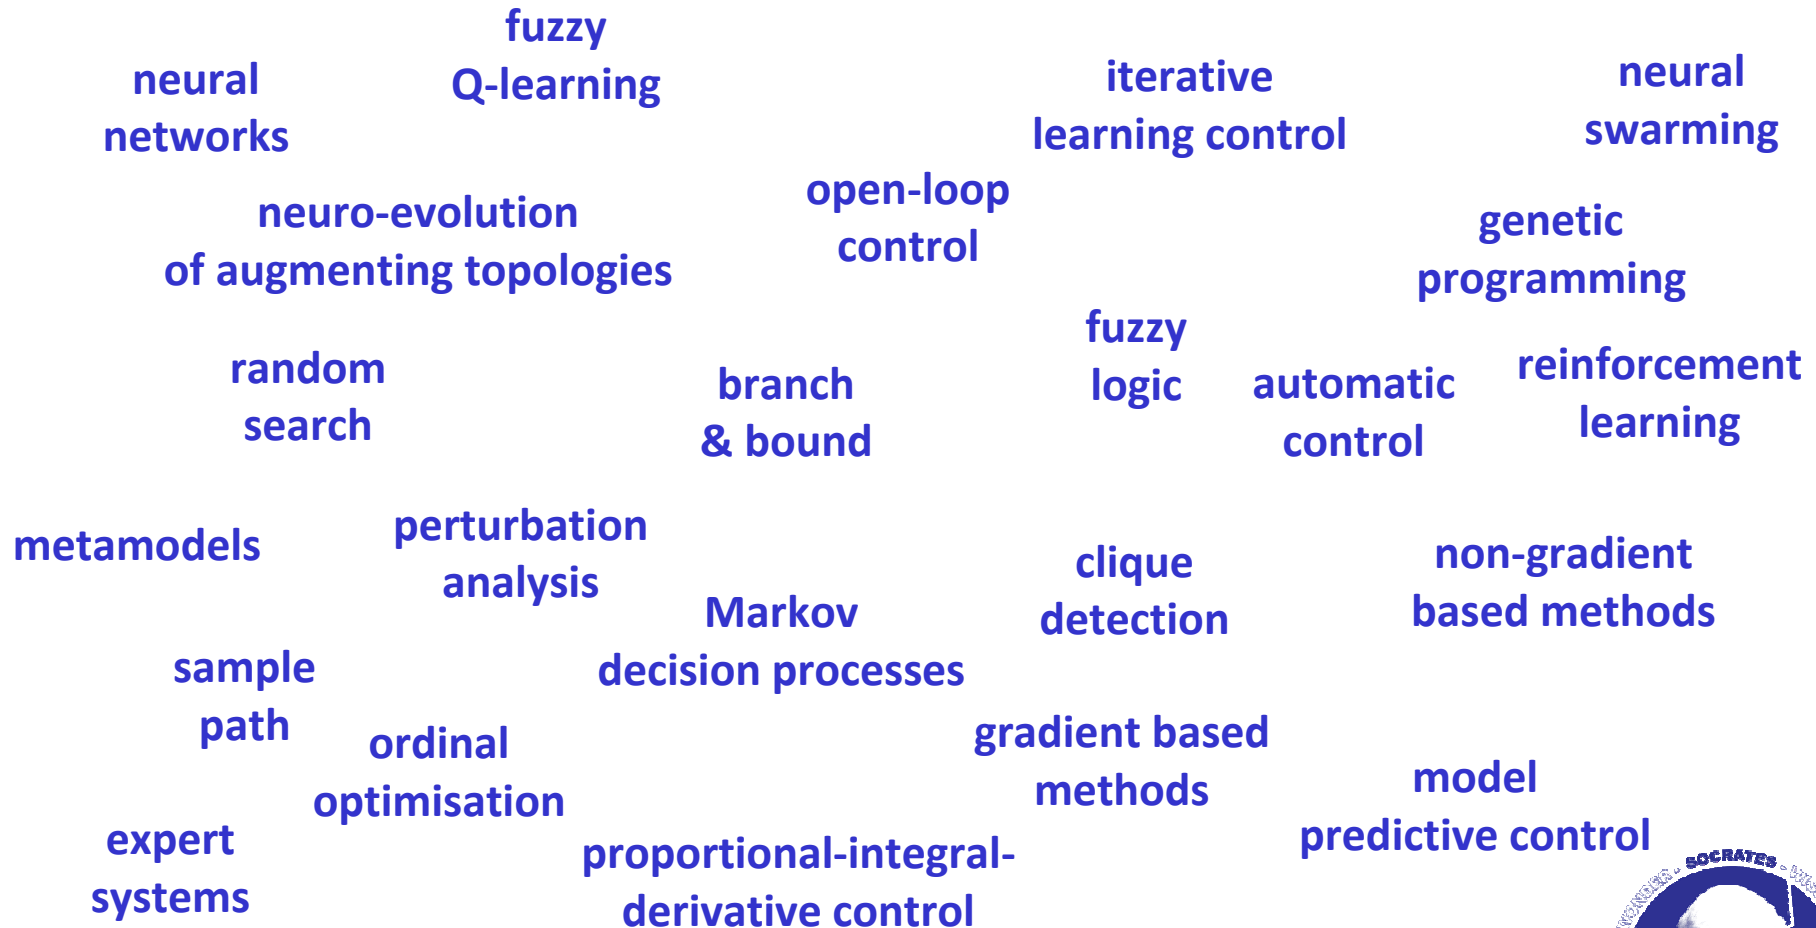 fuzzy
Q-learning
neural
networks
iterative
learning control
neural
swarming
neuro-evolution
of augmenting topologies
open-loop
control
genetic
programming
random
search
branch
& bound
fuzzy
logic
automatic
control
reinforcement
learning
metamodels
perturbation
analysis
Markov
decision processes
clique
detection
non-gradient
based methods
sample
path
ordinal
optimisation
gradient based
methods
model
predictive control
expert
systems
proportional-integral-
derivative control
SOCRATES